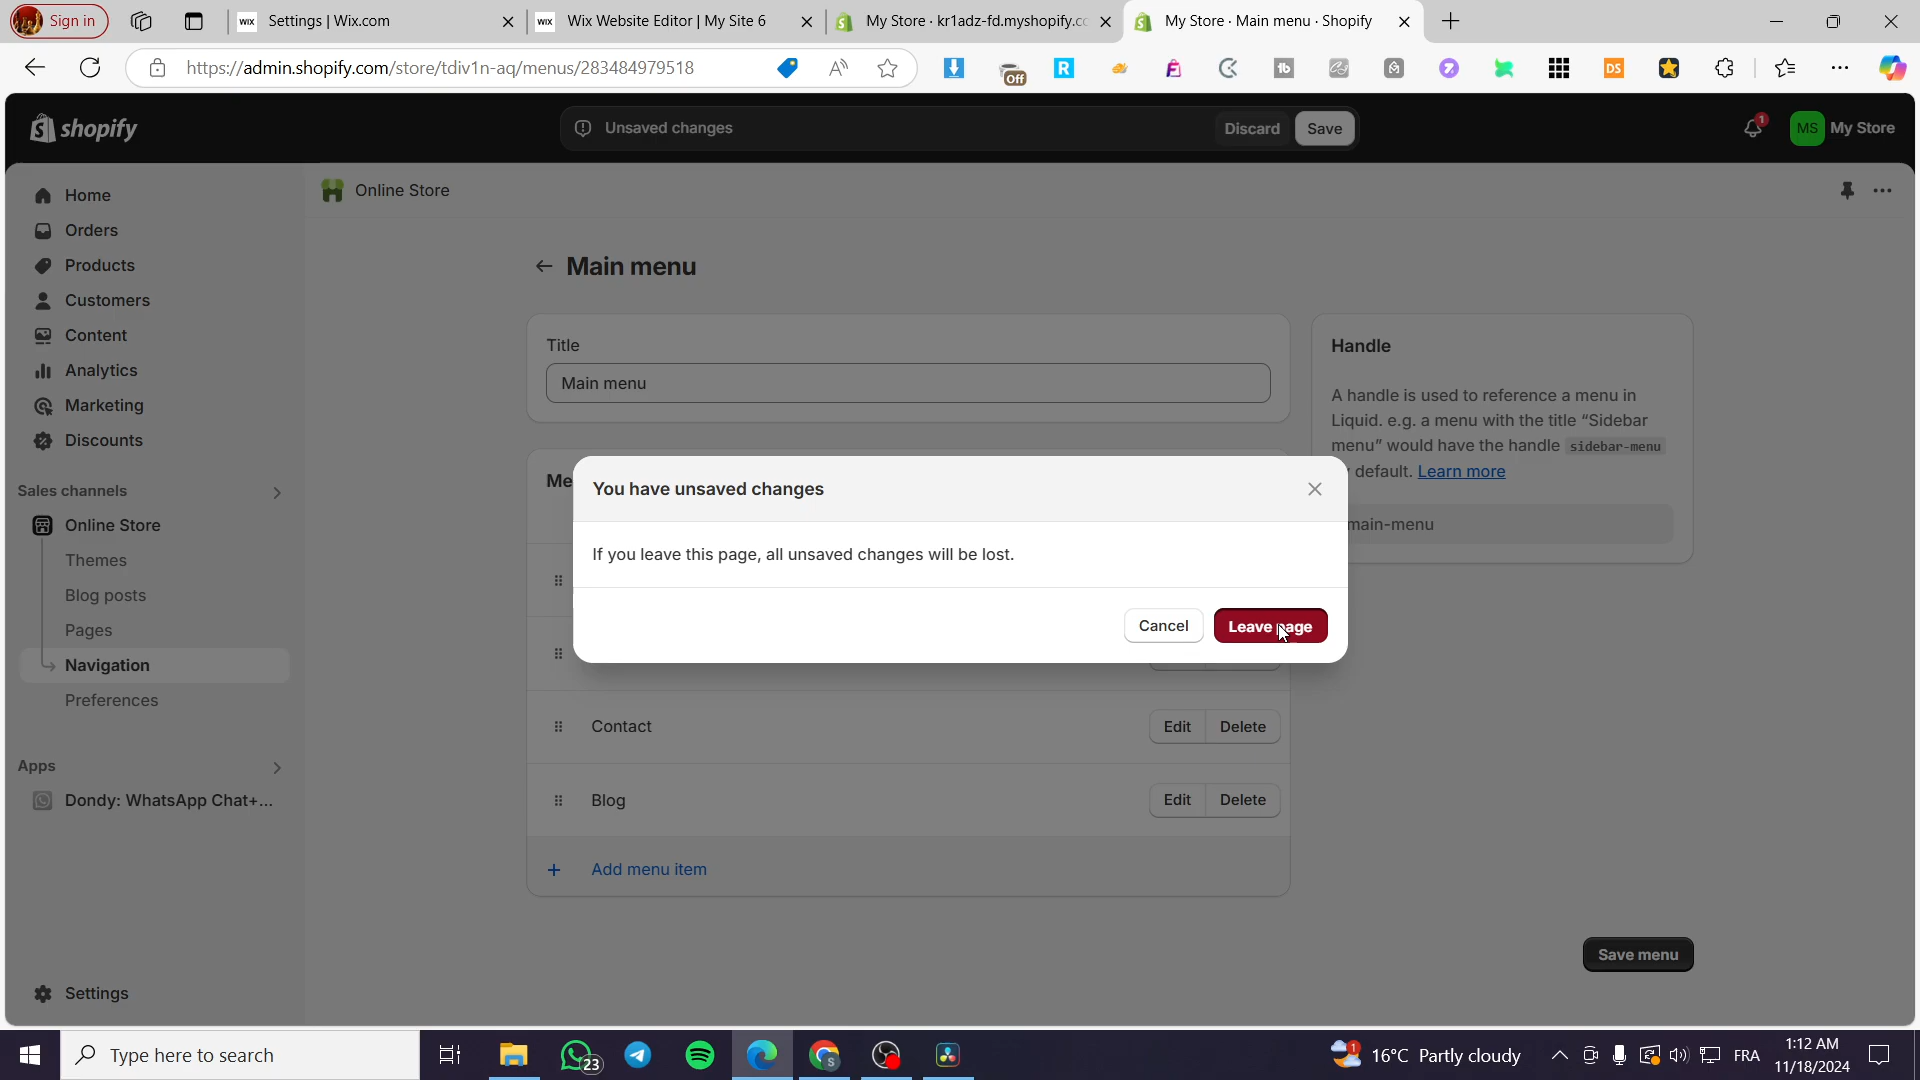 Sign in
Settings | Wix.com
Wix Website Editor | My Site 6
My Store · kr1adz-fd.myshopify.cc
My Store · Main menu · Shopify
https://admin.shopify.com/store/tdiv1n-aq/menus/283484979518
shopify
Unsaved changes
Discard
Save
1
MS
My Store
Home
Orders
Products
Customers
Content
Analytics
Marketing
Discounts
Sales channels
Online Store
Themes
Blog posts
Pages
Navigation
Preferences
Apps
Dondy: WhatsApp Chat+...
Settings
Online Store
Main menu
Title
Main menu
Handle
A handle is used to reference a menu in
Liquid. e.g. a menu with the title “Sidebar
menu” would have the handle sidebar-menu
default. Learn more
main-menu
Me
You have unsaved changes
If you leave this page, all unsaved changes will be lost.
Cancel
Leave page
Contact
Edit
Delete
Blog
Edit
Delete
+ Add menu item
Save menu
Type here to search
23
16°C Partly cloudy
FRA
1:12 AM
11/18/2024